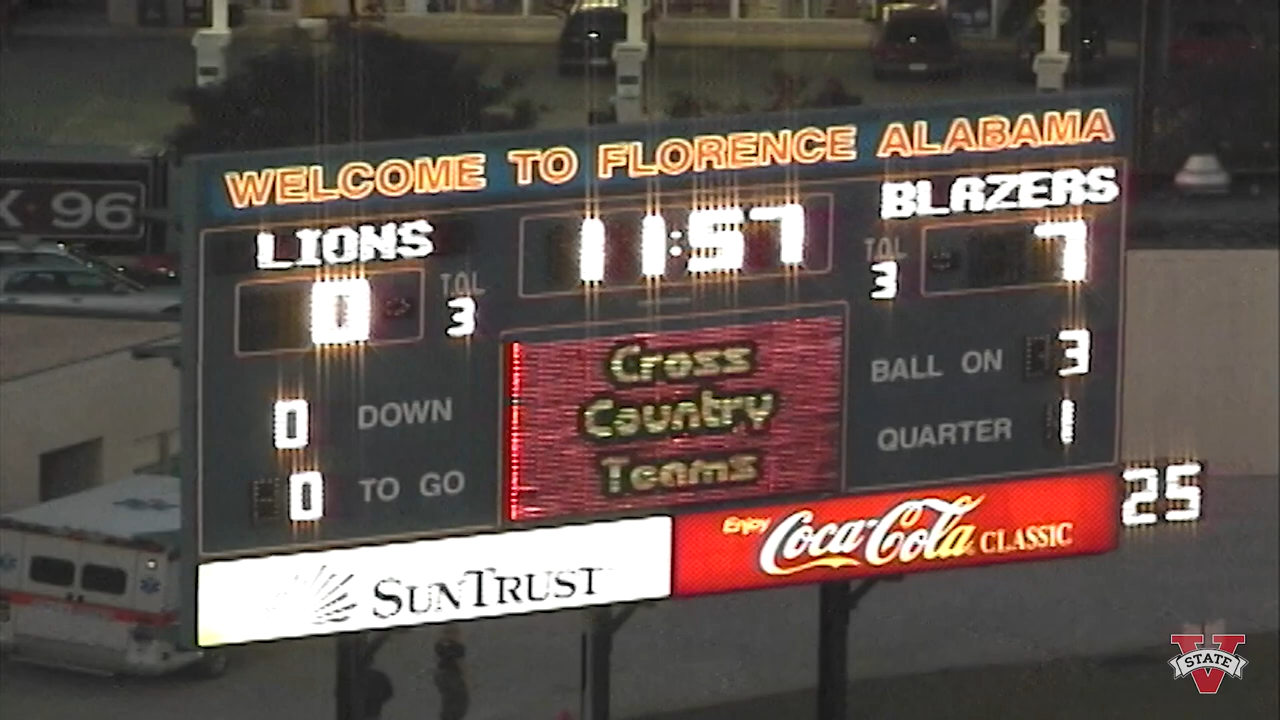 WELCOME TO FLORENCE ALABAMA
LIONS
11:57
BLAZERS
0
TOL
3
TOL
3
7
Cross
Country
Teams
BALL ON 3
0 DOWN
QUARTER 1
0 TO GO
25
SUNTRUST
Enjoy Coca-Cola CLASSIC
96
V STATE